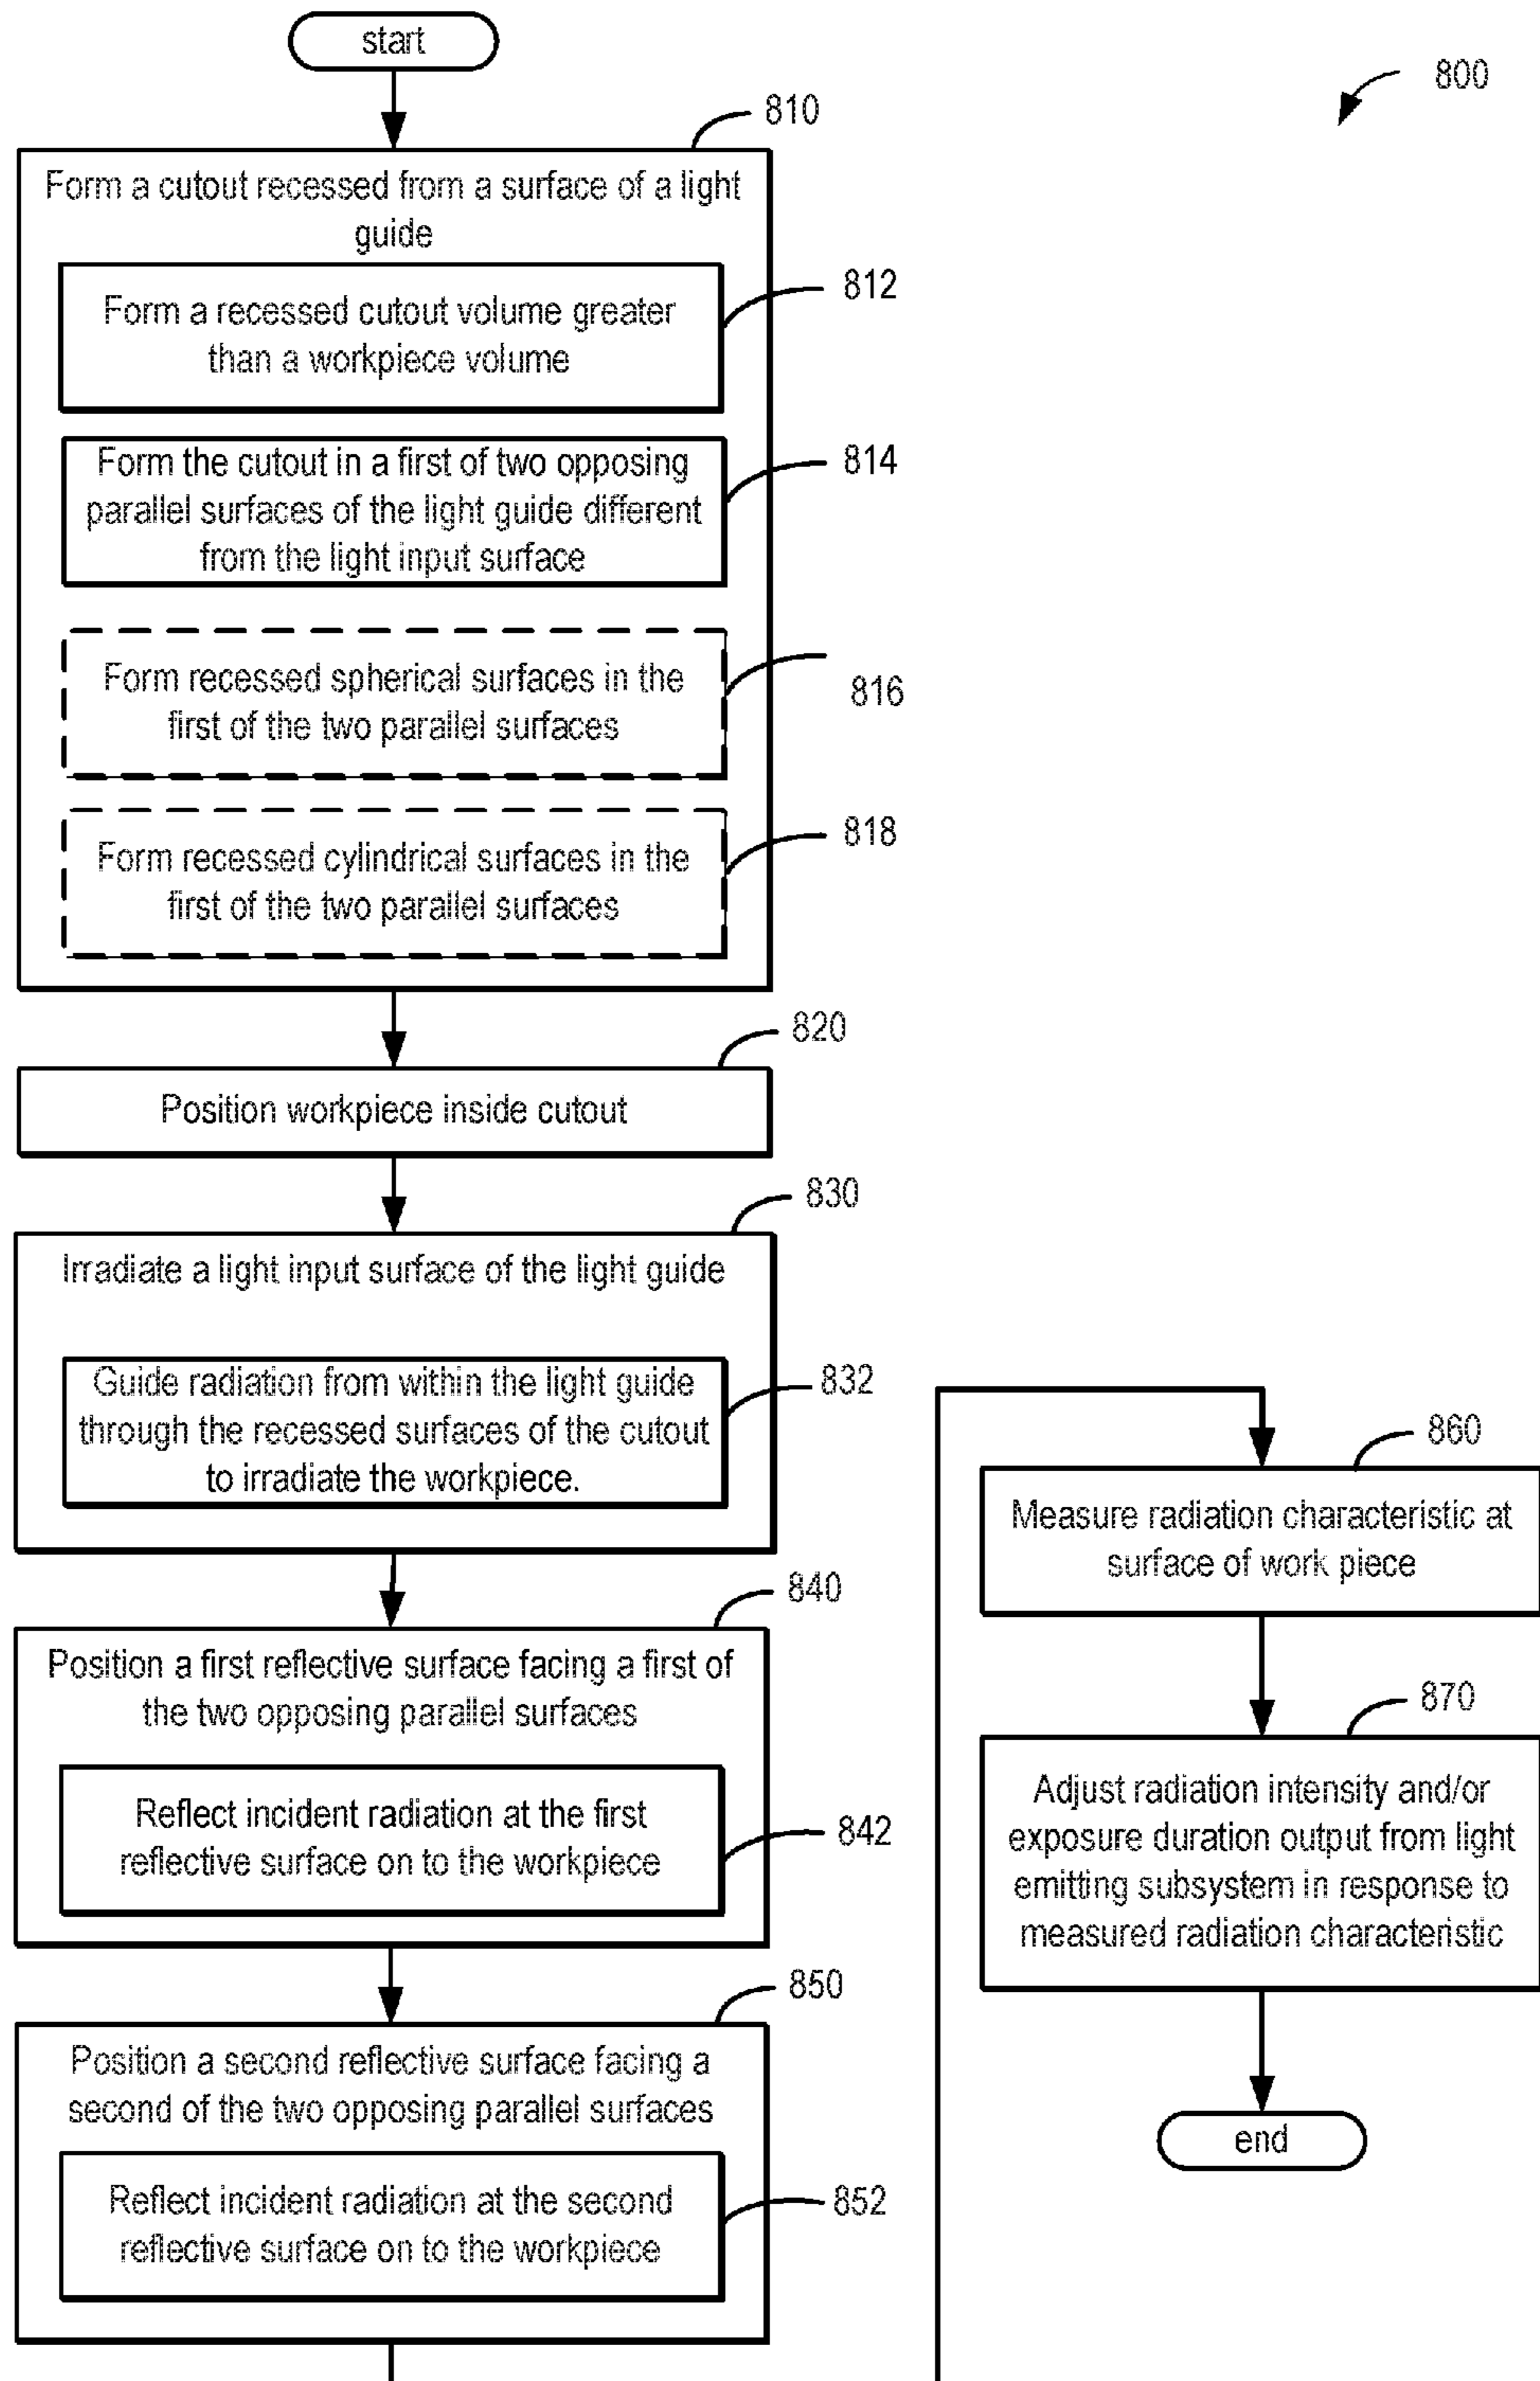 start
800
810
Form a cutout recessed from a surface of a light
guide
812
Form a recessed cutout volume greater
than a workpiece volume
814
Form the cutout in a first of two opposing
parallel surfaces of the light guide different
from the light input surface
816
Form recessed spherical surfaces in the
first of the two parallel surfaces
818
Form recessed cylindrical surfaces in the
first of the two parallel surfaces
820
Position workpiece inside cutout
830
Irradiate a light input surface of the light guide
832
Guide radiation from within the light guide
through the recessed surfaces of the cutout
to irradiate the workpiece.
840
Position a first reflective surface facing a first of
the two opposing parallel surfaces
842
Reflect incident radiation at the first
reflective surface on to the workpiece
850
Position a second reflective surface facing a
second of the two opposing parallel surfaces
852
Reflect incident radiation at the second
reflective surface on to the workpiece
860
Measure radiation characteristic at
surface of work piece
870
Adjust radiation intensity and/or
exposure duration output from light
emitting subsystem in response to
measured radiation characteristic
end